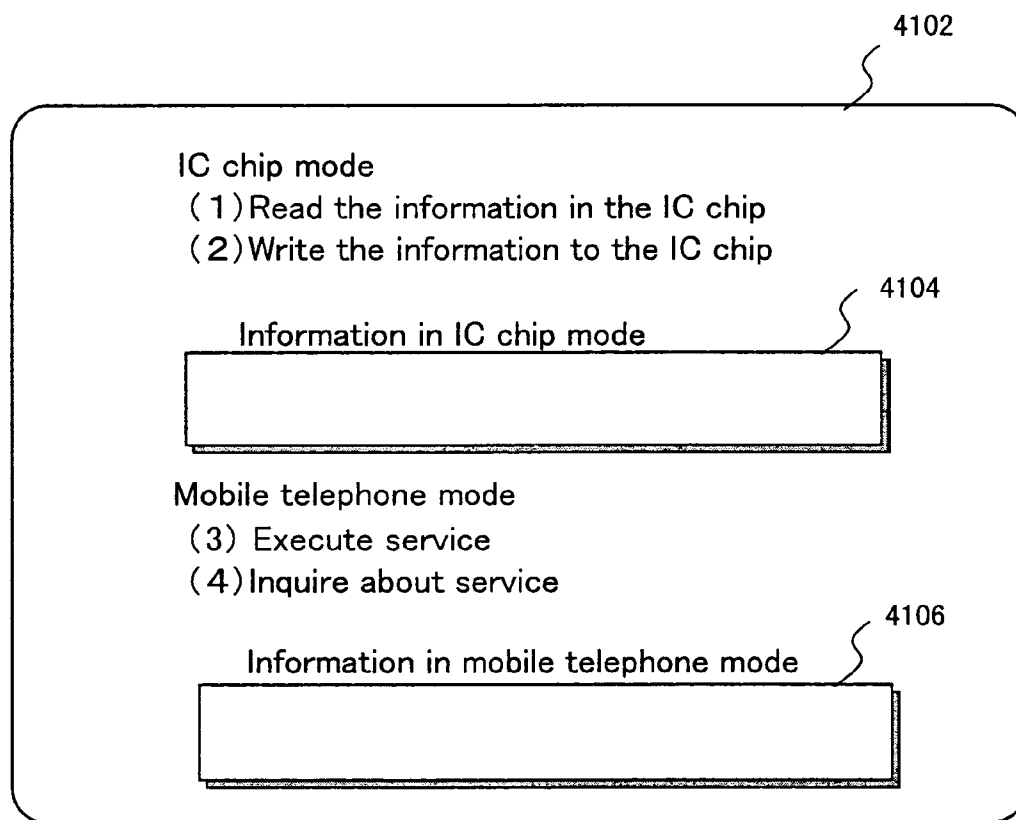 4102
IC chip mode
(1)Read the information in the IC chip
(2)Write the information to the IC chip
4104
Information in IC chip mode
Mobile telephone mode
(3) Execute service
(4)Inquire about service
4106
Information in mobile telephone mode